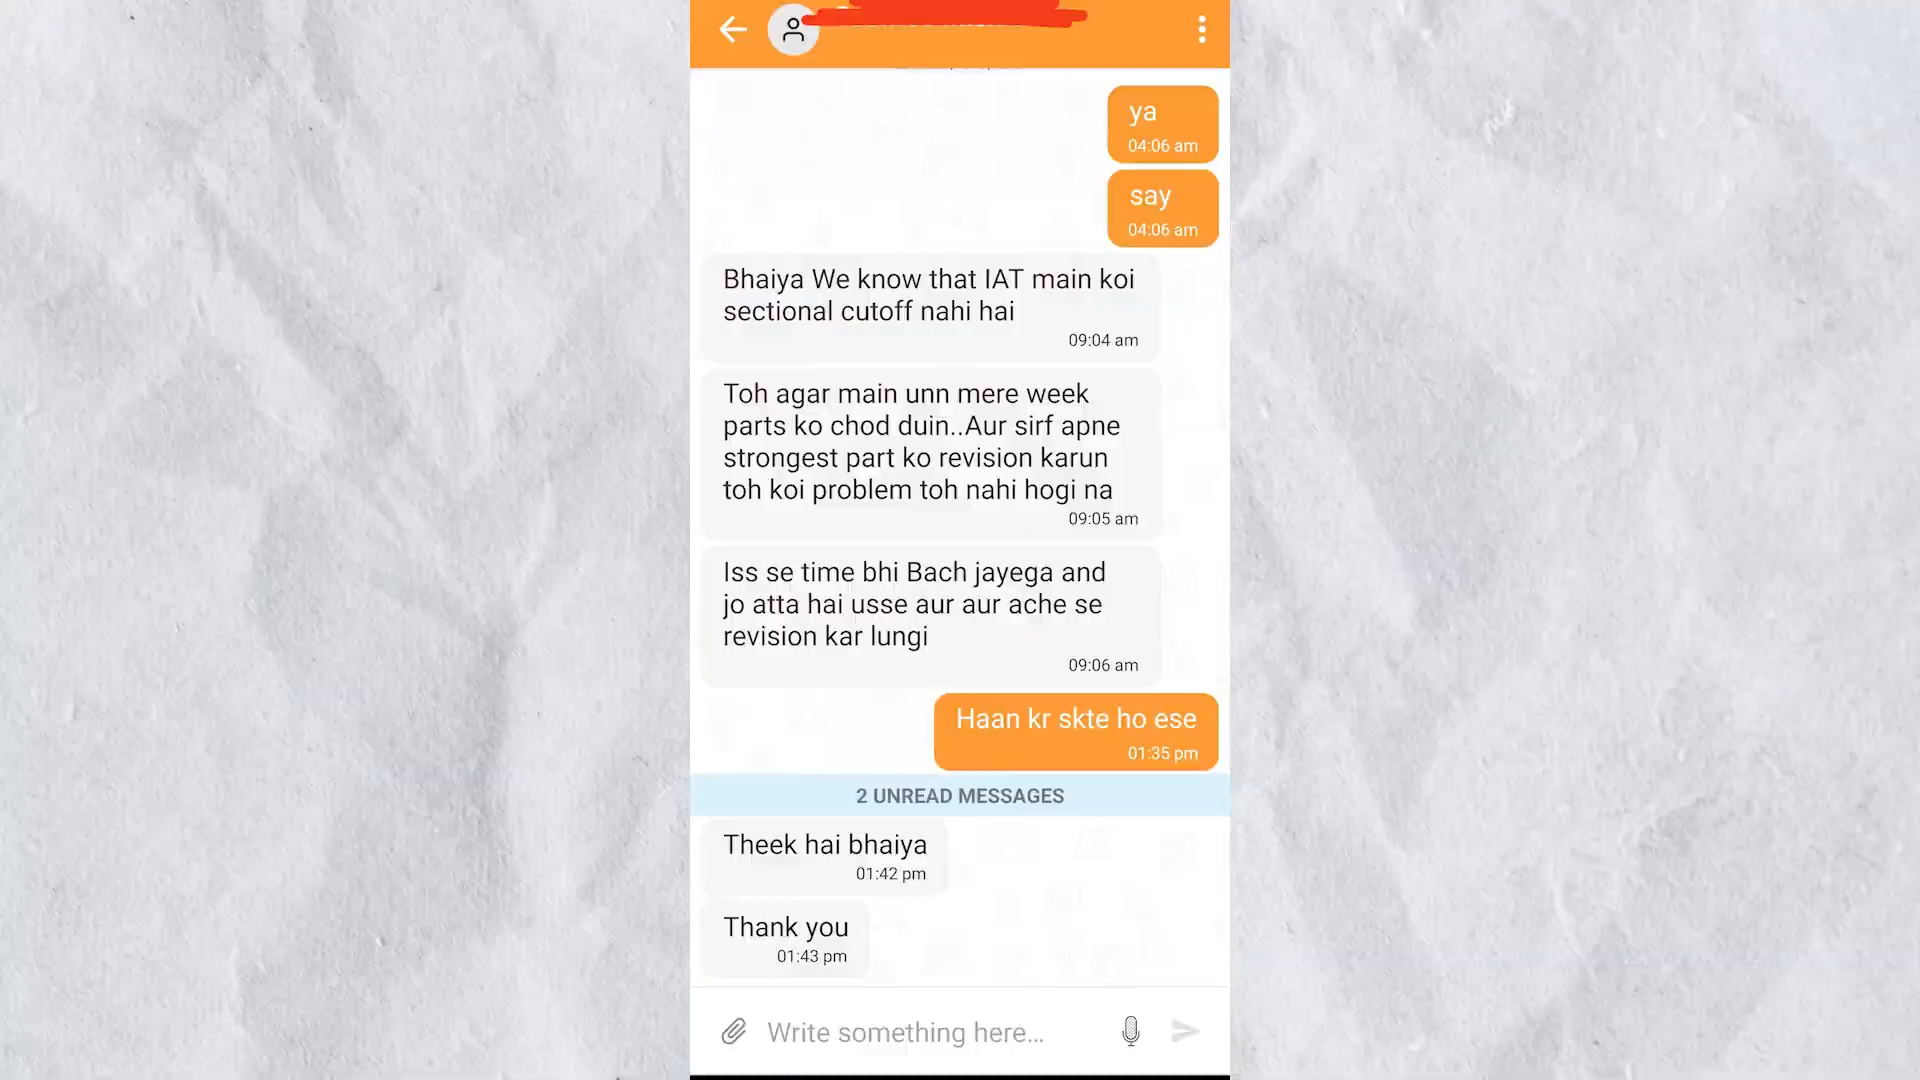 ya
04:06 am
say
04:06 am
Bhaiya We know that IAT main koi
sectional cutoff nahi hai
09:04 am
Toh agar main unn mere week
parts ko chod duin..Aur sirf apne
strongest part ko revision karun
toh koi problem toh nahi hogi na
09:05 am
Iss se time bhi Bach jayega and
jo atta hai usse aur aur ache se
revision kar lungi
09:06 am
Haan kr skte ho ese
01:35 pm
2 UNREAD MESSAGES
Theek hai bhaiya
01:42 pm
Thank you
01:43 pm
Write something here...